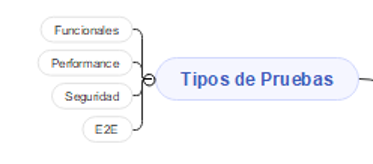 Funcionales
Performance
Seguridad
E2E
Tipos de Pruebas